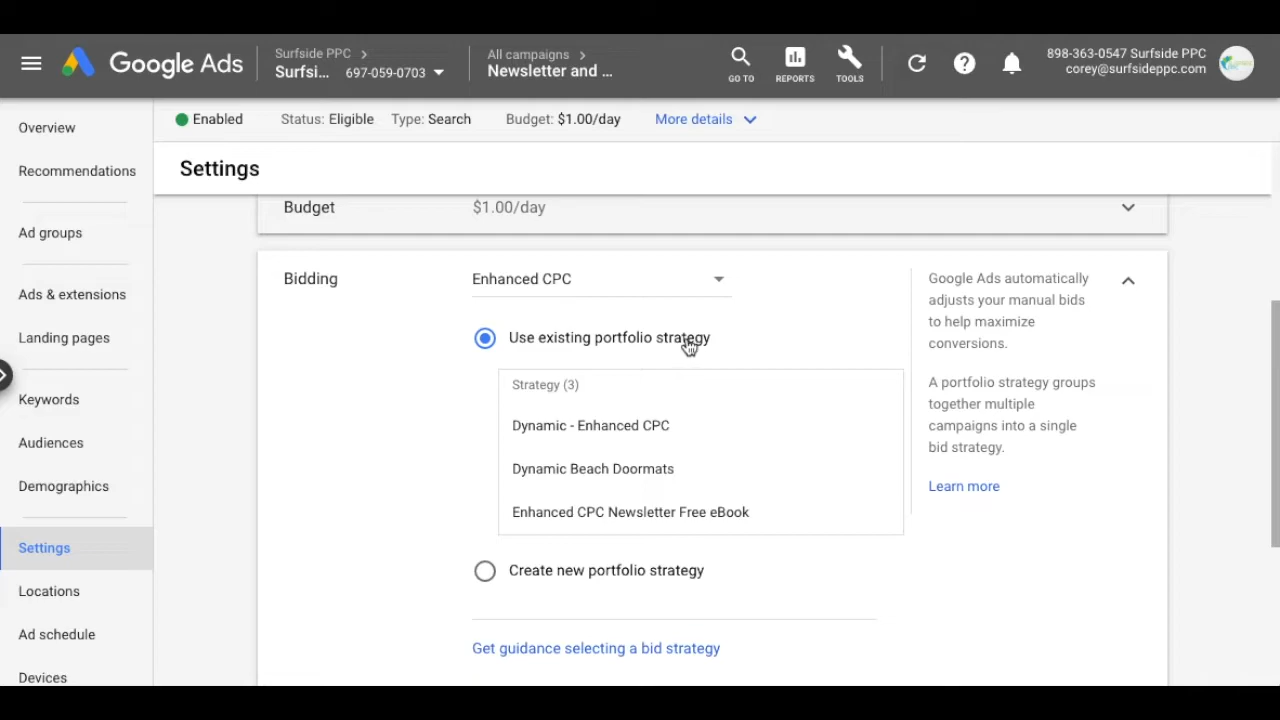 Google Ads
Surfside PPC
Surfsi... 697-059-0703
All campaigns
Newsletter and ...
GO TO
REPORTS
TOOLS
898-363-0547 Surfside PPC
corey@surfsideppc.com
Enabled
Status: Eligible
Type: Search
Budget: $1.00/day
More details
Overview
Recommendations
Ad groups
Ads & extensions
Landing pages
Keywords
Audiences
Demographics
Settings
Locations
Ad schedule
Devices
Settings
Budget
$1.00/day
Bidding
Enhanced CPC
Use existing portfolio strategy
Strategy (3)
Dynamic - Enhanced CPC
Dynamic Beach Doormats
Enhanced CPC Newsletter Free eBook
Create new portfolio strategy
Get guidance selecting a bid strategy
Google Ads automatically
adjusts your manual bids
to help maximize
conversions.
A portfolio strategy groups
together multiple
campaigns into a single
bid strategy.
Learn more